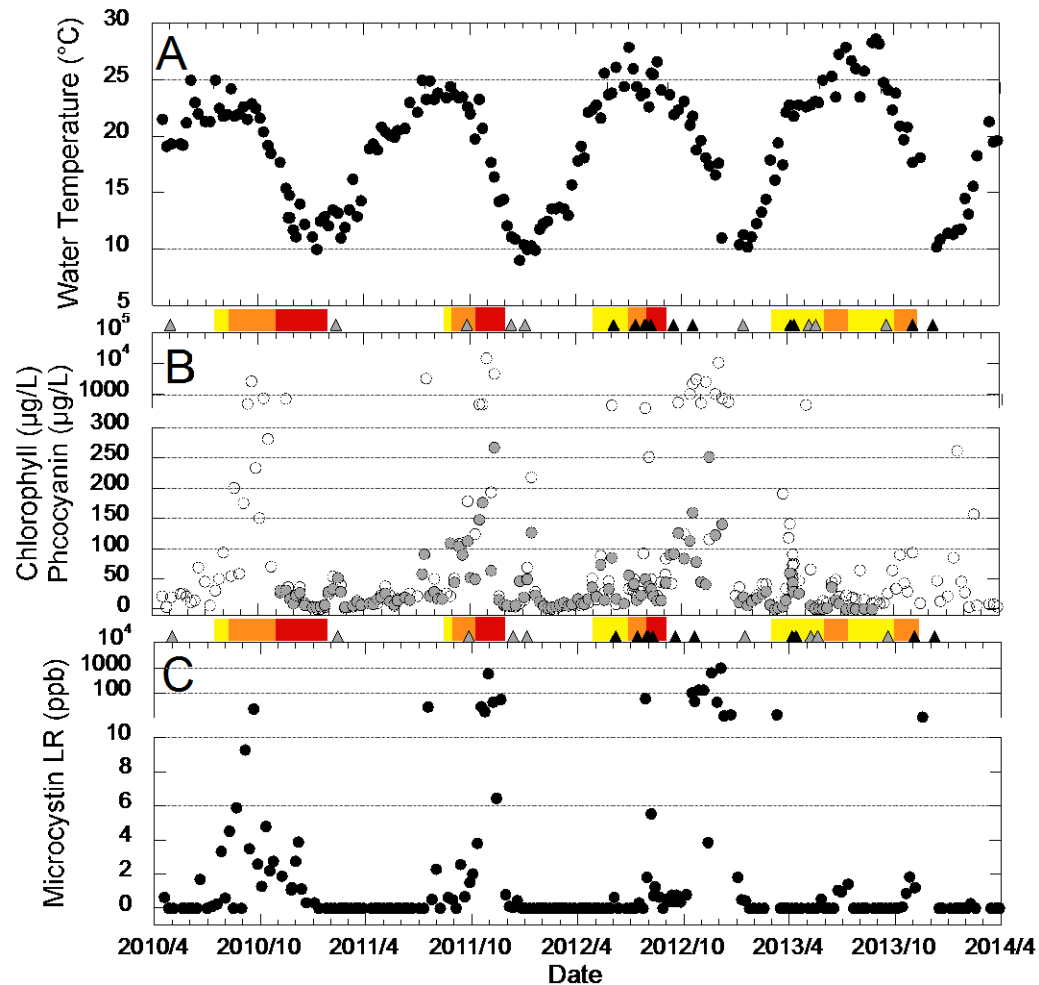 A
Water Temperature (°C)
30
25
20
15
10
5
B
Chlorophyll (µg/L)
Phcocyanin (µg/L)
10⁵
10⁴
1000
300
250
200
150
100
50
0
C
Microcystin LR (ppb)
10⁴
1000
100
10
8
6
4
2
0
2010/4 2010/10 2011/4 2011/10 2012/4 2012/10 2013/4 2013/10 2014/4
Date